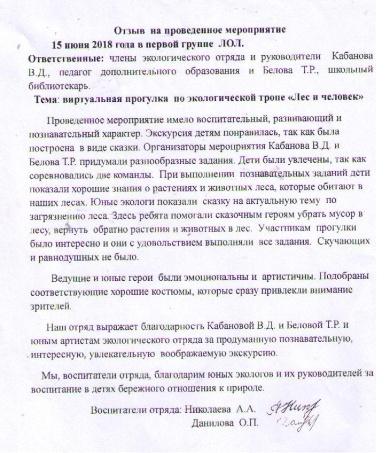 Отзыв на проведенное мероприятие
15 июня 2018 года в первой группе ЛОЛ.
Ответственные: члены экологического отряда и руководители Кабанова
В.Д., педагог дополнительного образования и Белова Т.Р., школьный
библиотекарь.
Тема: виртуальная прогулка по экологической тропе «Лес и человек»
Проведенное мероприятие имело воспитательный, развивающий и
познавательный характер. Экскурсия детям понравилась, так как была
построена в виде сказки. Организаторы мероприятия Кабанова В.Д. и
Белова Т.Р. придумали разнообразные задания. Дети были увлечены, так как
соревновались две команды. При выполнении познавательных заданий дети
показали хорошие знания о растениях и животных леса, которые обитают в
наших лесах. Юные экологи показали сказку на актуальную тему по
загрязнению леса. Здесь ребята помогали сказочным героям убрать мусор в
лесу, вернуть обратно растения и животных в лес. Участникам прогулки
было интересно и они с удовольствием выполняли все задания. Скучающих
и равнодушных не было.
Ведущие и юные герои были эмоциональны и артистичны. Подобраны
соответствующие хорошие костюмы, которые сразу привлекли внимание
зрителей.
Наш отряд выражает благодарность Кабановой В.Д. и Беловой Т.Р. и
юным артистам экологического отряда за продуманную познавательную,
интересную, увлекательную воображаемую экскурсию.
Мы, воспитатели отряда, благодарим юных экологов и их руководителей за
воспитание в детях бережного отношения к природе.
Воспитатели отряда: Николаева А.А.
Данилова О.П.